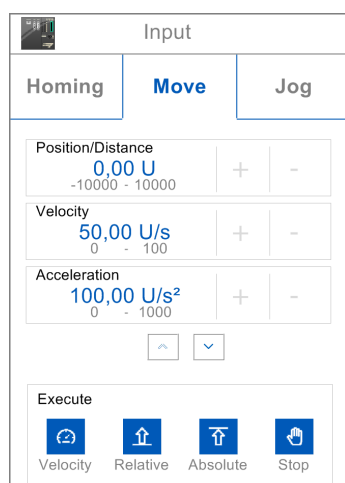 Input
Homing Move Jog
Position/Distance
0,00 U + -
-10000 - 10000
Velocity
50,00 U/s + -
0 - 100
Acceleration
100,00 U/s² + -
0 - 1000
Execute
Velocity Relative Absolute Stop